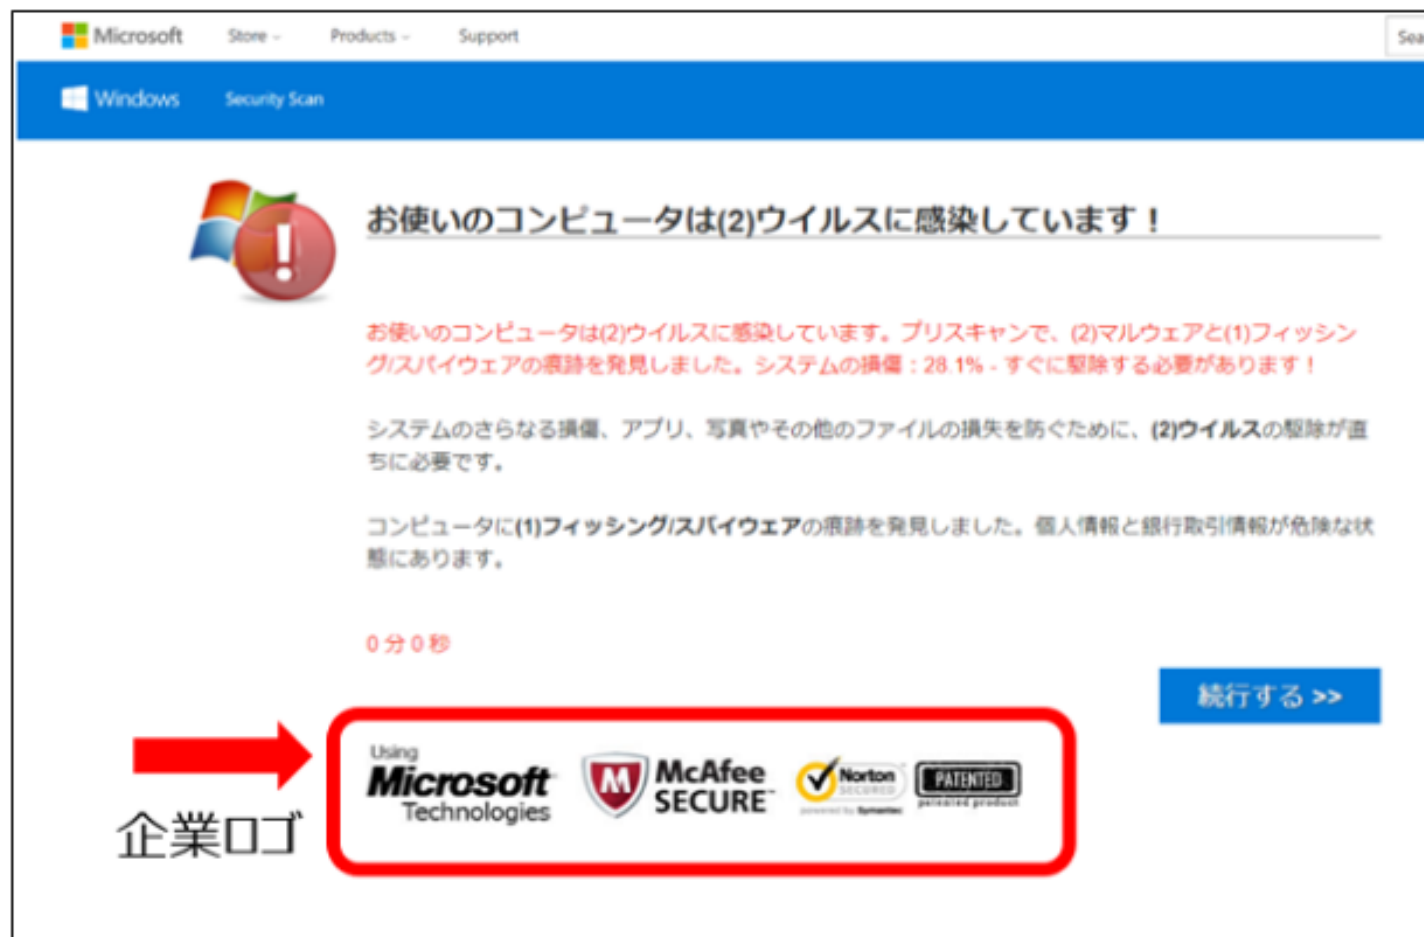 Microsoft Store Products Support Sea
Windows Security Scan
お使いのコンピュータは(2)ウイルスに感染しています！
お使いのコンピュータは(2)ウイルスに感染しています。プリスキャンで、(2)マルウェアと(1)フィッシン
グ/スパイウェアの痕跡を発見しました。システムの損傷：28.1% - すぐに駆除する必要があります！
システムのさらなる損傷、アプリ、写真やその他のファイルの損失を防ぐために、(2)ウイルスの駆除が直
ちに必要です。
コンピュータに(1)フィッシング/スパイウェアの痕跡を発見しました。個人情報と銀行取引情報が危険な状
態にあります。
0 分 0 秒
続行する >>
企業ロゴ
Using
Microsoft
Technologies
McAfee
SECURE™
Norton
SECURED
powered by Symantec
PATENTED
patented product